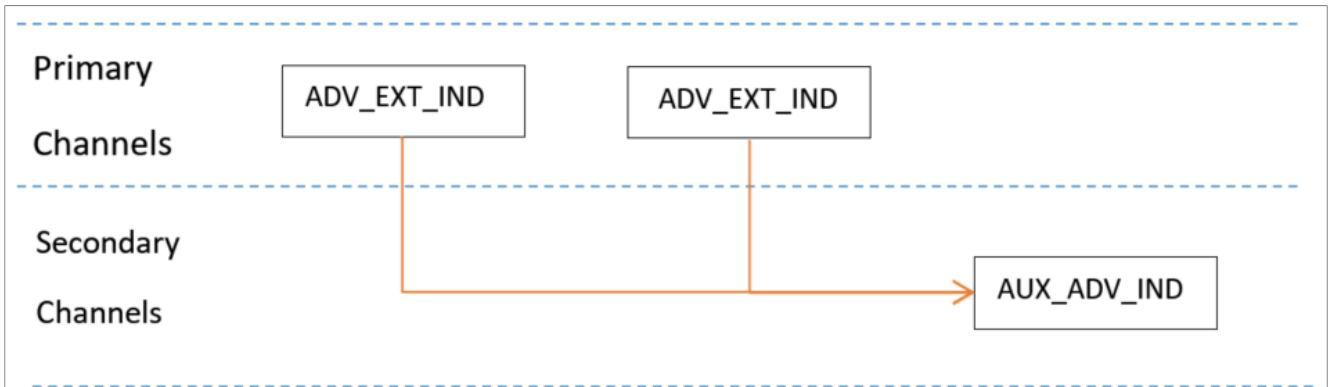 Primary
Channels
ADV_EXT_IND
ADV_EXT_IND
Secondary
Channels
AUX_ADV_IND